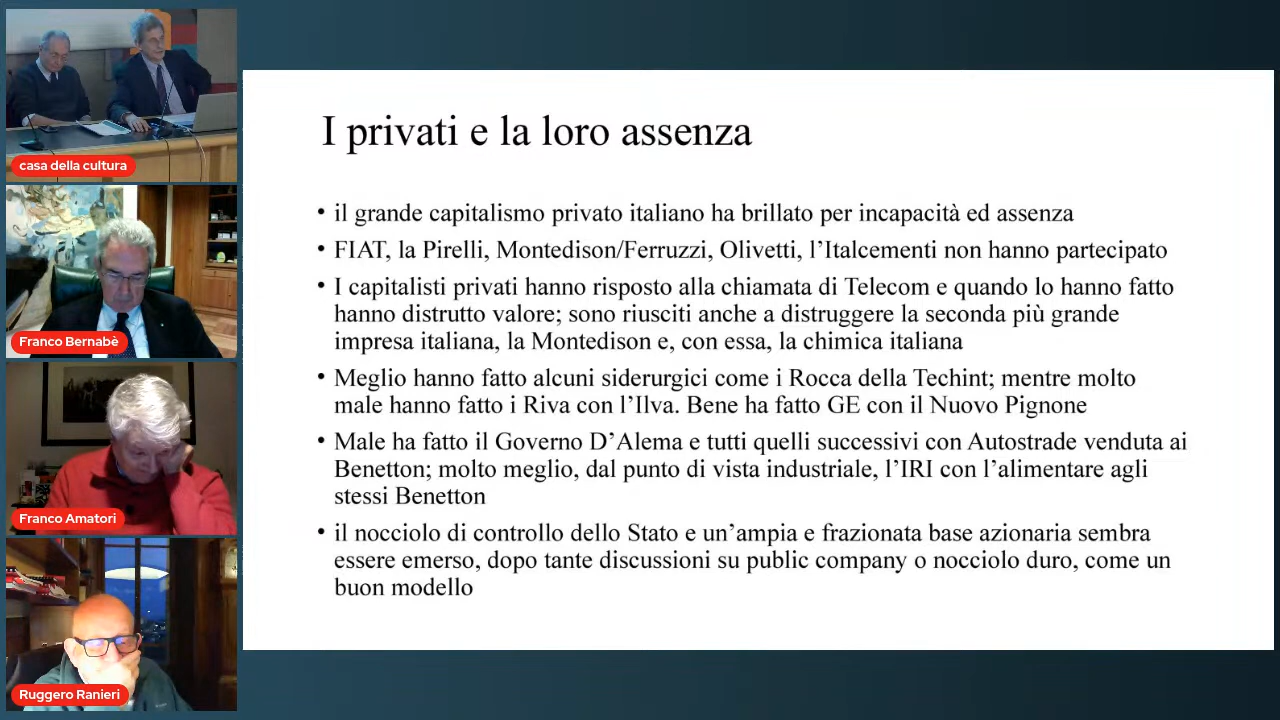 casa della cultura
Franco Bernabè
Franco Amatori
Ruggero Ranieri
I privati e la loro assenza
• il grande capitalismo privato italiano ha brillato per incapacità ed assenza
• FIAT, la Pirelli, Montedison/Ferruzzi, Olivetti, l’Italcementi non hanno partecipato
• I capitalisti privati hanno risposto alla chiamata di Telecom e quando lo hanno fatto
hanno distrutto valore; sono riusciti anche a distruggere la seconda più grande
impresa italiana, la Montedison e, con essa, la chimica italiana
• Meglio hanno fatto alcuni siderurgici come i Rocca della Techint; mentre molto
male hanno fatto i Riva con l’Ilva. Bene ha fatto GE con il Nuovo Pignone
• Male ha fatto il Governo D’Alema e tutti quelli successivi con Autostrade venduta ai
Benetton; molto meglio, dal punto di vista industriale, l’IRI con l’alimentare agli
stessi Benetton
• il nocciolo di controllo dello Stato e un’ampia e frazionata base azionaria sembra
essere emerso, dopo tante discussioni su public company o nocciolo duro, come un
buon modello